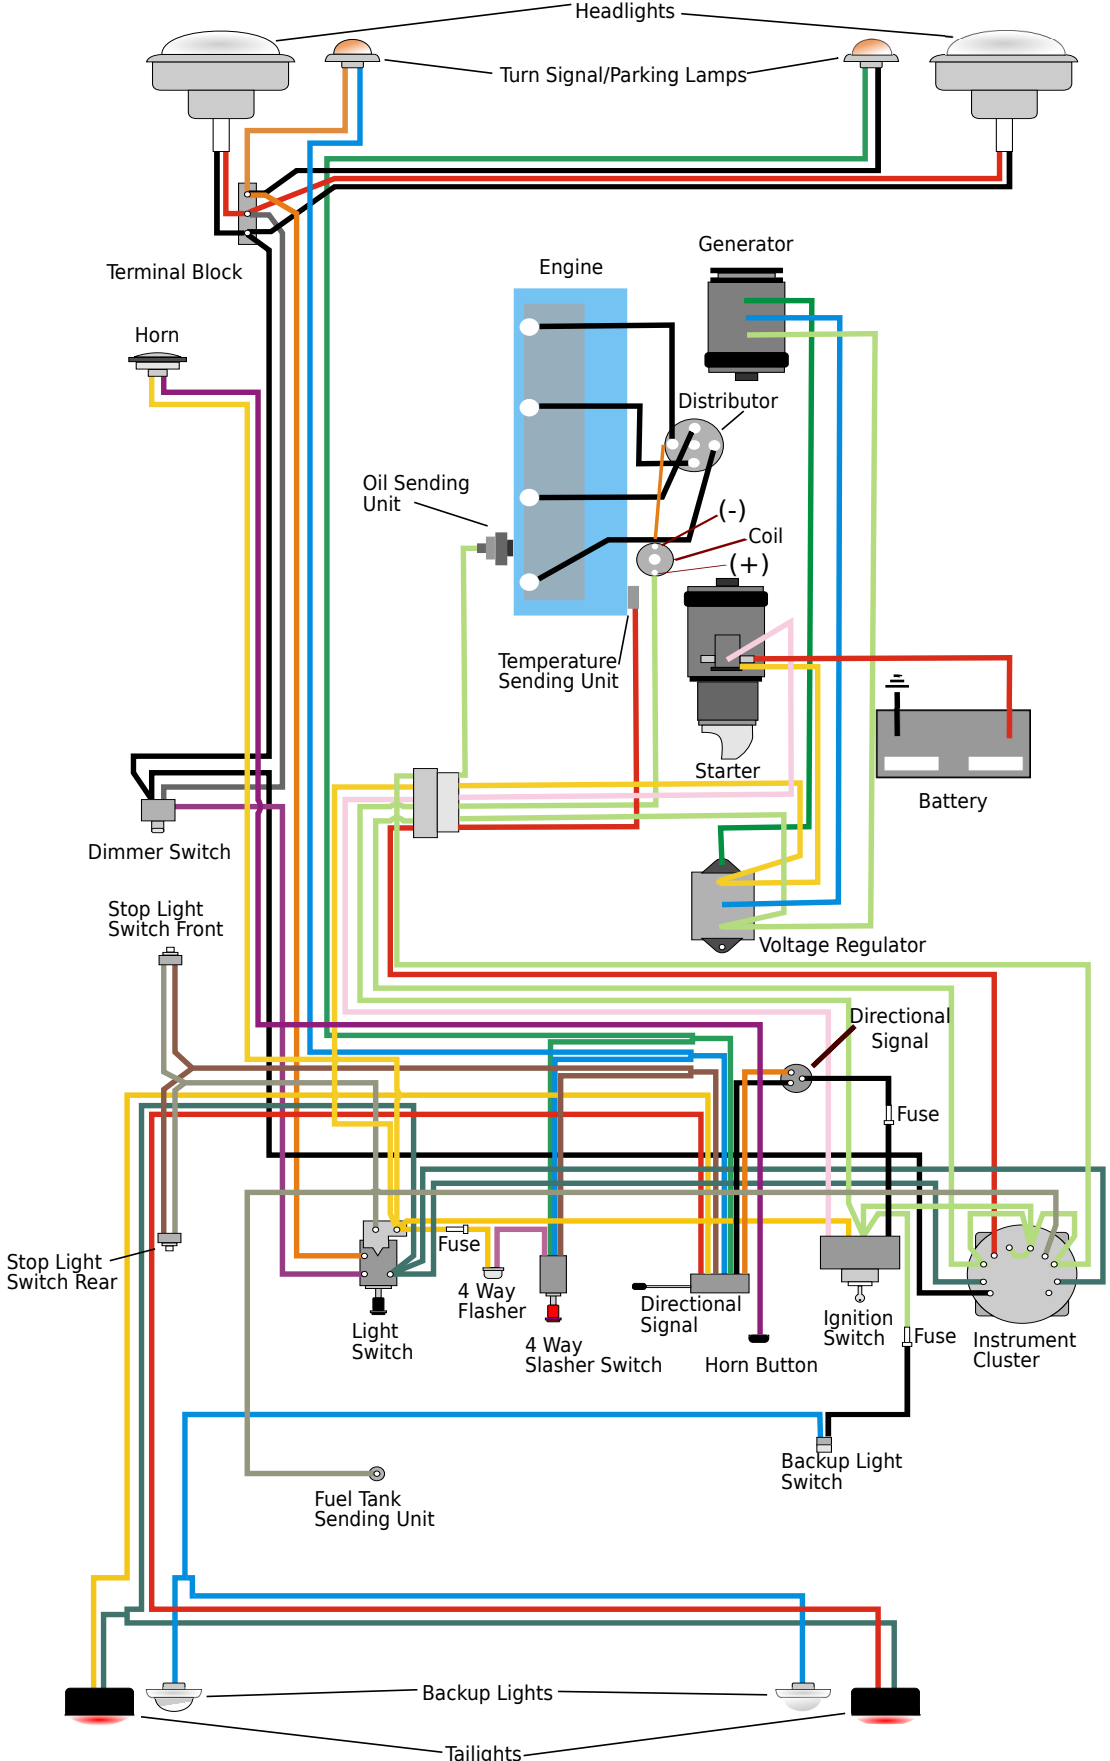 Headlights
Turn Signal/Parking Lamps
Generator
Engine
Terminal Block
Horn
Distributor
Oil Sending
Unit
(-)
Coil
(+)
Temperature
Sending Unit
Starter
Battery
Dimmer Switch
Stop Light
Switch Front
Voltage Regulator
Directional
Signal
Fuse
Stop Light
Switch Rear
Fuse
4 Way
Flasher
Light
Switch
4 Way
Slasher Switch
Directional
Signal
Horn Button
Ignition
Switch
Fuse
Instrument
Cluster
Backup Light
Switch
Fuel Tank
Sending Unit
Backup Lights
Tailights